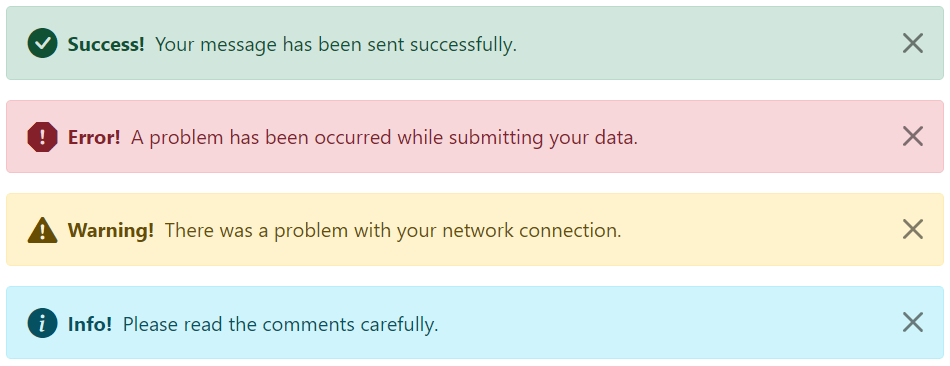 Success! Your message has been sent successfully.
Error! A problem has been occurred while submitting your data.
Warning! There was a problem with your network connection.
Info! Please read the comments carefully.